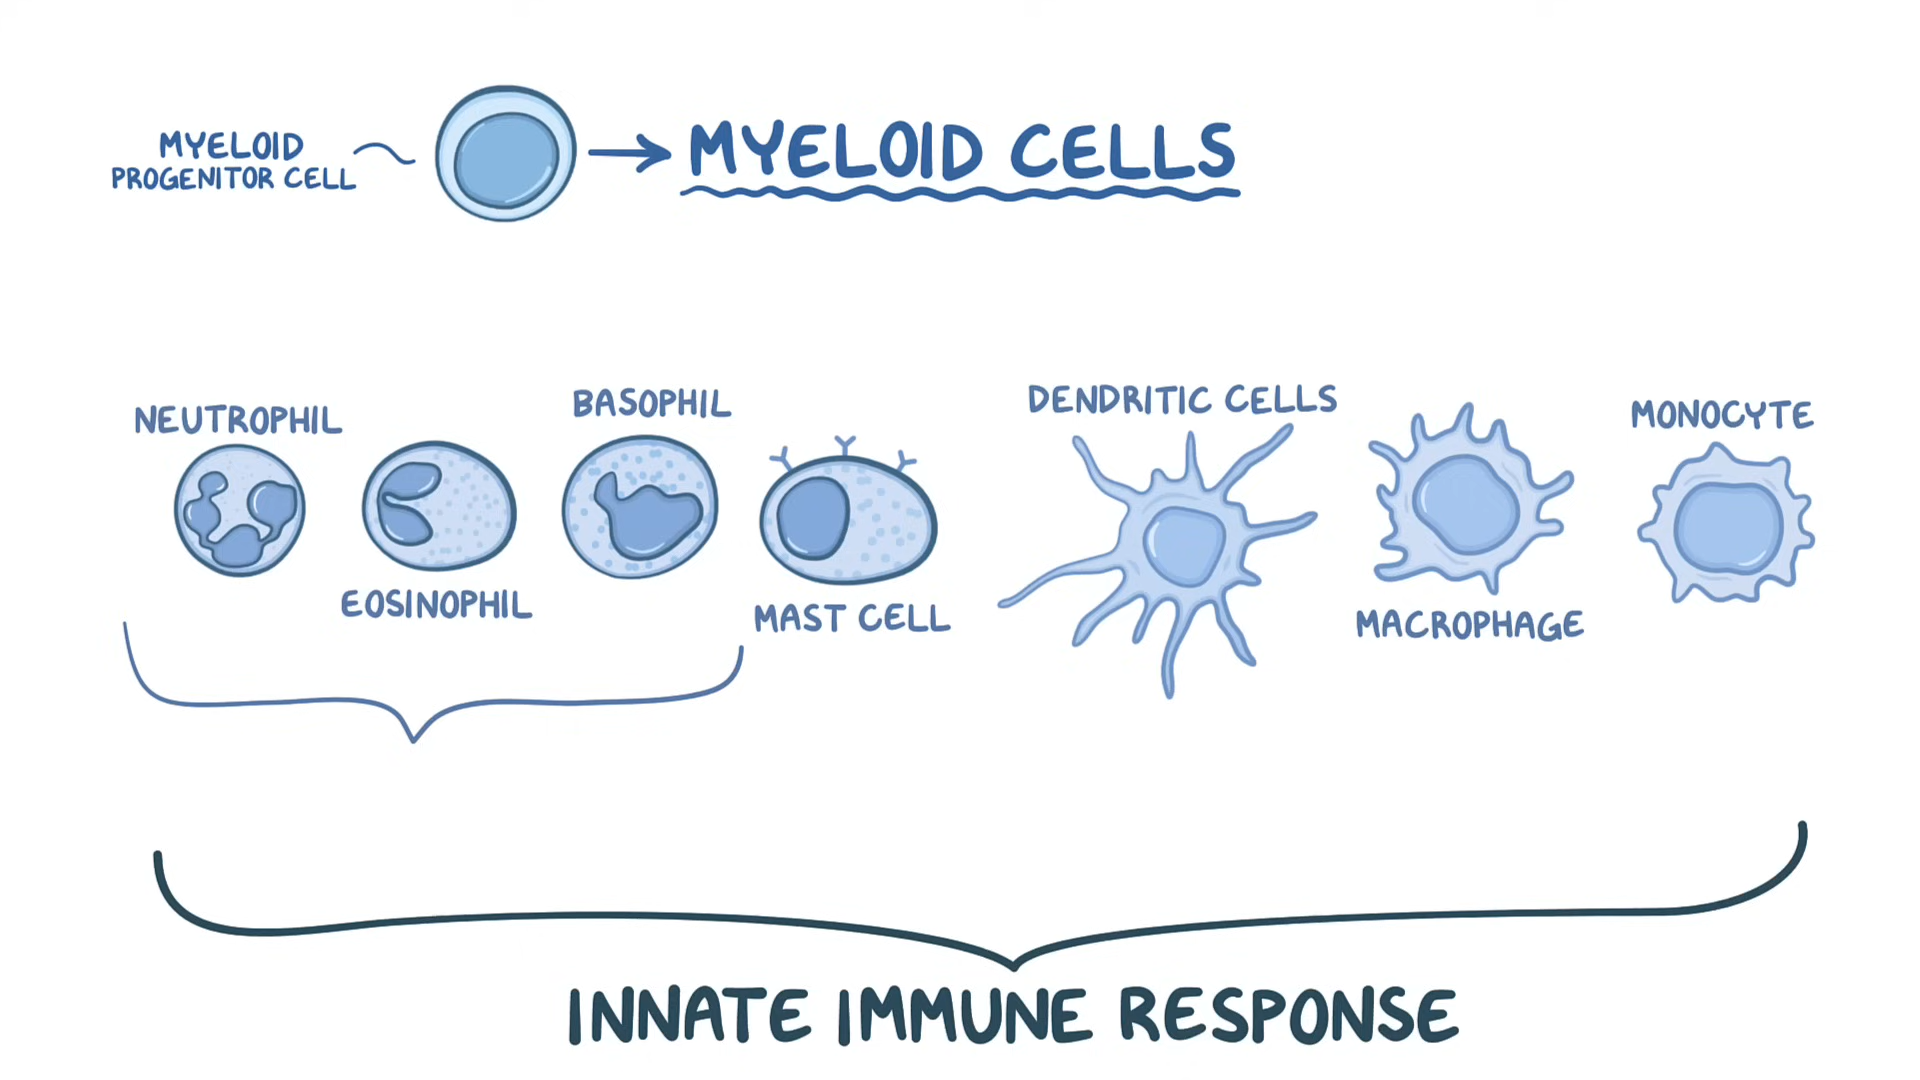 MYELOID
PROGENITOR CELL
MYELOID CELLS
NEUTROPHIL
EOSINOPHIL
BASOPHIL
MAST CELL
DENDRITIC CELLS
MACROPHAGE
MONOCYTE
INNATE IMMUNE RESPONSE